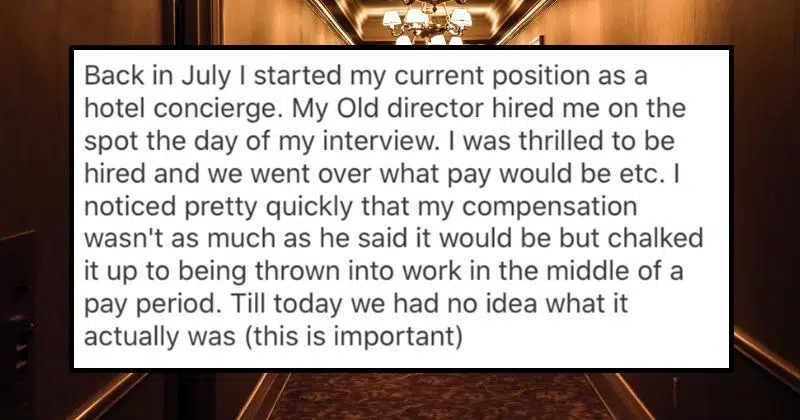 Back in July I started my current position as a
hotel concierge. My Old director hired me on the
spot the day of my interview. I was thrilled to be
hired and we went over what pay would be etc. I
noticed pretty quickly that my compensation
wasn't as much as he said it would be but chalked
it up to being thrown into work in the middle of a
pay period. Till today we had no idea what it
actually was (this is important)